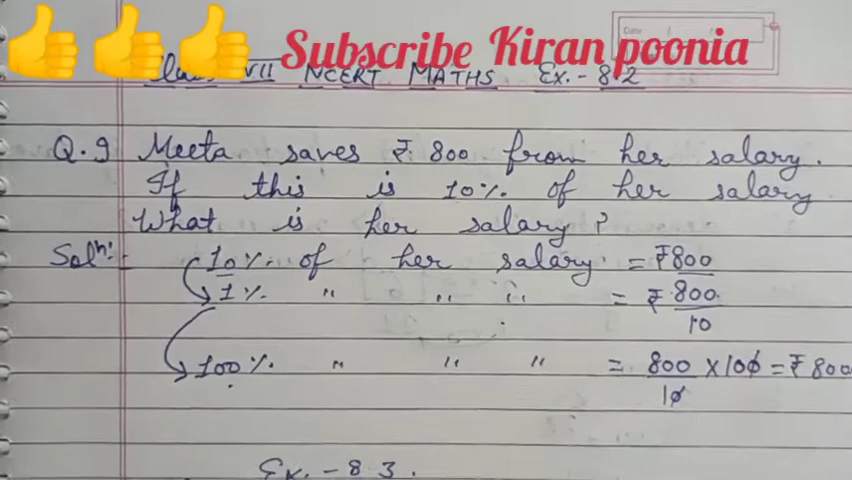 Subscribe Kiran poonia
Class VII NCERT MATHS Ex.-8.2
Q.9 Meeta saves ₹ 800 from her salary.
If this is 10% of her salary
What is her salary?
Solⁿ:- 10% of her salary = ₹800
1% " " " = ₹ 800/10
100% " " " = 800/10 × 100 = ₹ 800
Ex.-8.3.